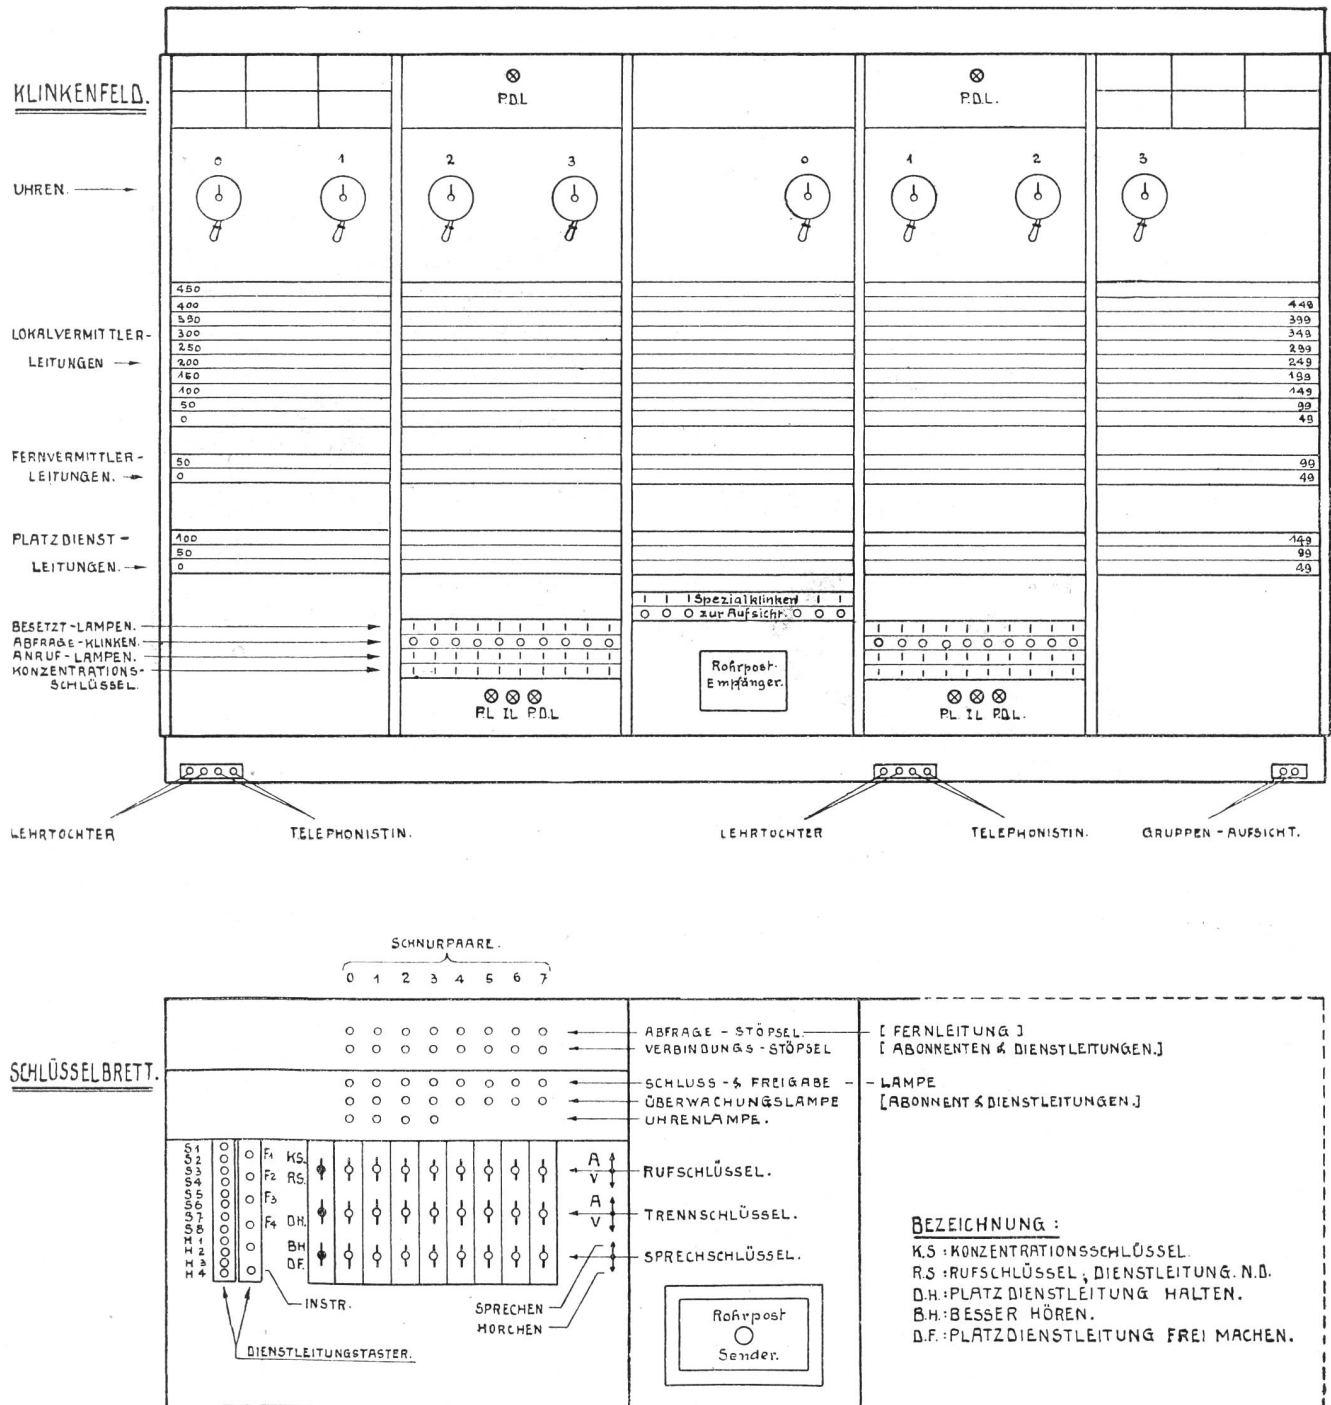 KLINKENFELD.
P.D.L
P.D.L.
0 1 2 3 0 1 2 3
UHREN.
450
400 449
390 399
LOKALVERMITTLER- 300 349
250 299
LEITUNGEN 200 249
150 199
100 149
50 99
0 49
FERNVERMITTLER-
50 99
LEITUNGEN. 0 49
PLATZDIENST- 100 149
50 99
LEITUNGEN. 0 49
Spezialklinken
zur Aufsicht.
BESETZT-LAMPEN.
ABFRAGE-KLINKEN.
ANRUF-LAMPEN.
KONZENTRATIONS-
SCHLÜSSEL.
Rohrpost-
Empfänger.
P.L IL P.D.L
P.L. IL P.D.L.
LEHRTOCHTER TELEPHONISTIN. LEHRTOCHTER TELEPHONISTIN. GRUPPEN-AUFSICHT.
SCHNURPAARE.
0 1 2 3 4 5 6 7
SCHLÜSSELBRETT.
ABFRAGE-STÖPSEL. [FERNLEITUNG]
VERBINDUNGS-STÖPSEL [ABONNENTEN & DIENSTLEITUNGEN.]
SCHLUSS-& FREIGABE - - LAMPE
ÜBERWACHUNGSLAMPE [ABONNENT & DIENSTLEITUNGEN.]
UHRENLAMPE.
S1
S2
S3
S4
S5
S6
S7
S8
H1
H2
H3
H4
F1
F2
F3
F4
KS.
RS.
D.H.
BH
D.F.
A
V
RUFSCHLÜSSEL.
A
V
TRENNSCHLÜSSEL.
SPRECHSCHLÜSSEL.
INSTR.
SPRECHEN
HORCHEN
DIENSTLEITUNGSTASTER.
Rohrpost
Sender.
BEZEICHNUNG:
K.S: KONZENTRATIONSSCHLÜSSEL.
R.S: RUFSCHLÜSSEL, DIENSTLEITUNG. N.D.
D.H.: PLATZDIENSTLEITUNG HALTEN.
B.H.: BESSER HÖREN.
D.F.: PLATZDIENSTLEITUNG FREI MACHEN.